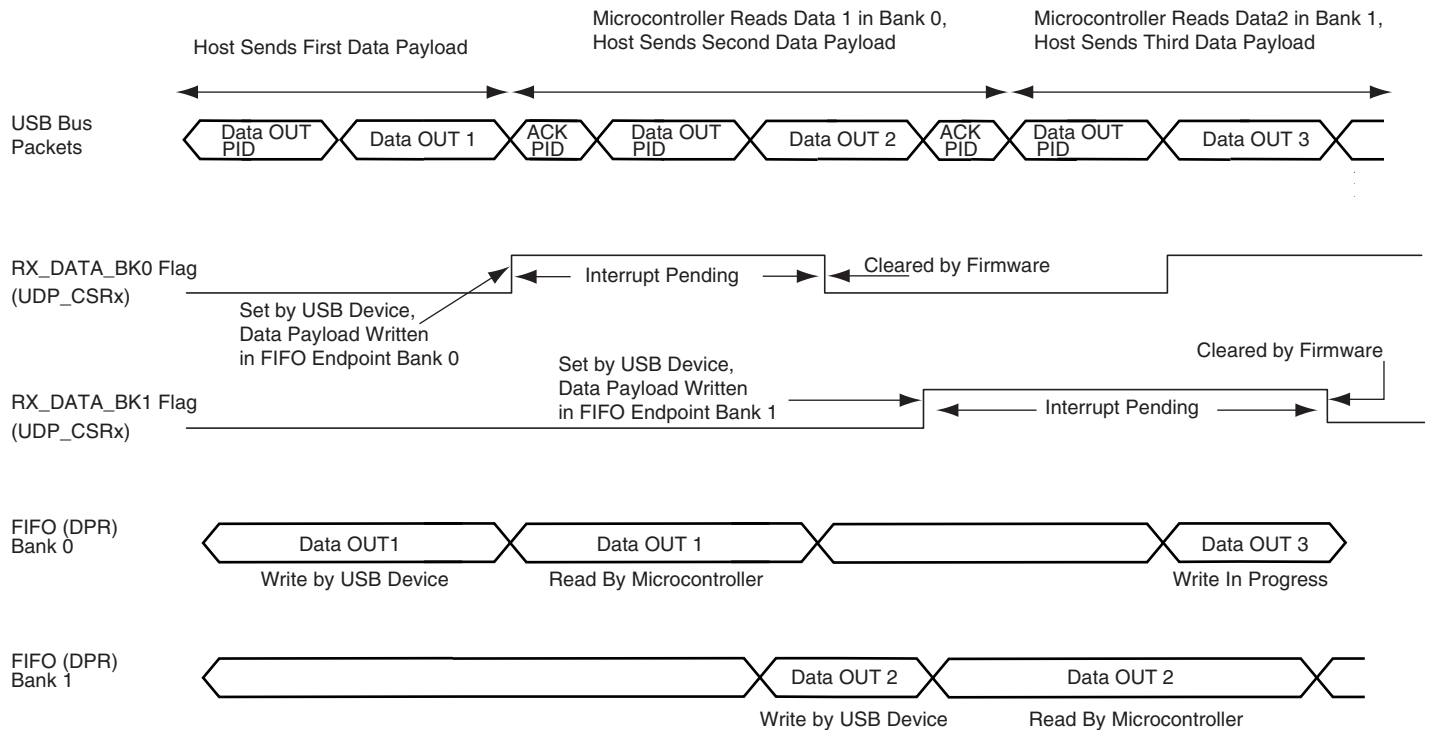 Microcontroller Reads Data 1 in Bank 0,
Host Sends Second Data Payload
Microcontroller Reads Data2 in Bank 1,
Host Sends Third Data Payload
Host Sends First Data Payload
USB Bus
Packets
Data OUT
PID
Data OUT 1
ACK
PID
Data OUT
PID
Data OUT 2
ACK
PID
Data OUT
PID
Data OUT 3
RX_DATA_BK0 Flag
(UDP_CSRx)
Interrupt Pending
Cleared by Firmware
Set by USB Device,
Data Payload Written
in FIFO Endpoint Bank 0
RX_DATA_BK1 Flag
(UDP_CSRx)
Set by USB Device,
Data Payload Written
in FIFO Endpoint Bank 1
Interrupt Pending
Cleared by Firmware
FIFO (DPR)
Bank 0
Data OUT1
Data OUT 1
Data OUT 3
Write by USB Device
Read By Microcontroller
Write In Progress
FIFO (DPR)
Bank 1
Data OUT 2
Data OUT 2
Write by USB Device
Read By Microcontroller